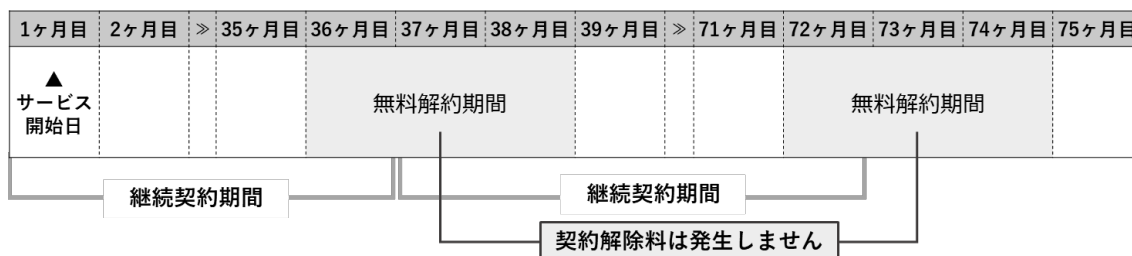 1ヶ月目 2ヶ月目 ≫ 35ヶ月目 36ヶ月目 37ヶ月目 38ヶ月目 39ヶ月目 ≫ 71ヶ月目 72ヶ月目 73ヶ月目 74ヶ月目 75ヶ月目
▲
サービス
開始日
無料解約期間 無料解約期間
継続契約期間 継続契約期間
契約解除料は発生しません